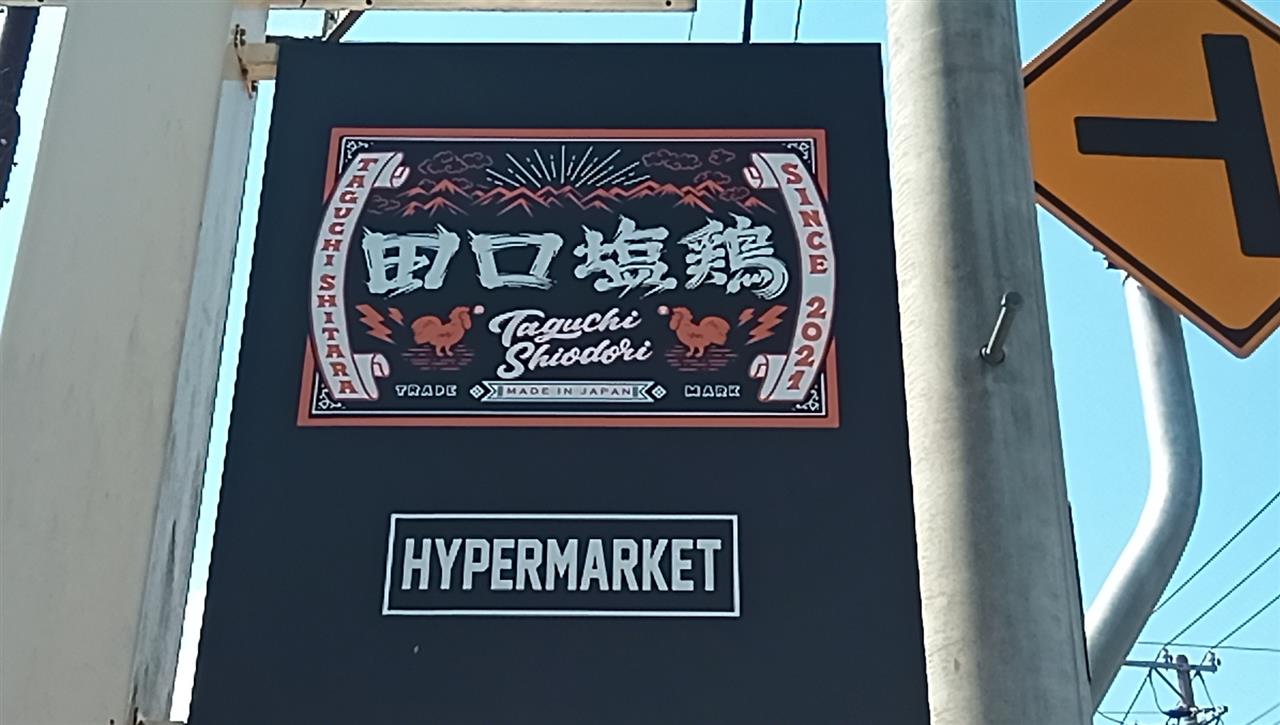 TAGUCHI SHITARA
SINCE 2021
田口塩鶏
Taguchi
Shiodori
TRADE
MADE IN JAPAN
MARK
HYPERMARKET